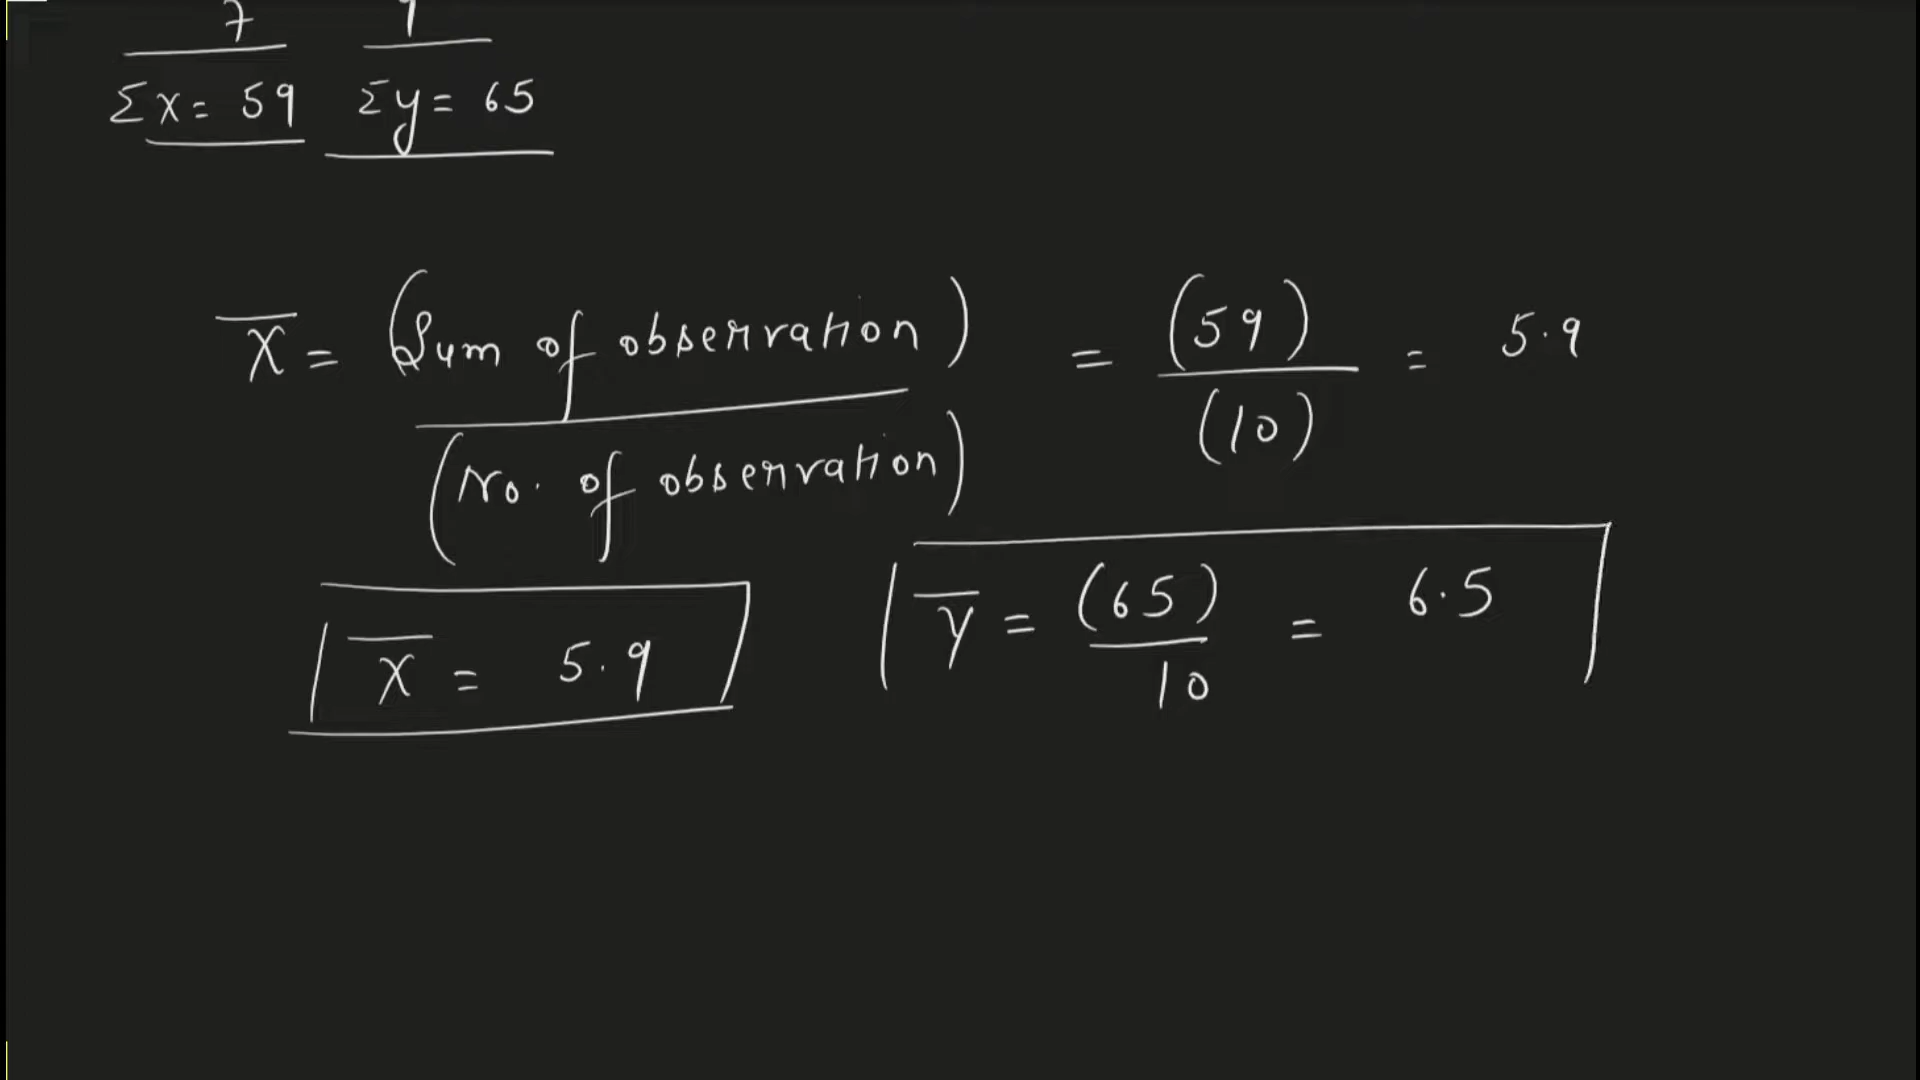 7
Σx = 59 Σy = 65
X̅ = (Sum of observation) / (No. of observation) = (59) / (10) = 5.9
X̅ = 5.9
y̅ = (65) / 10 = 6.5